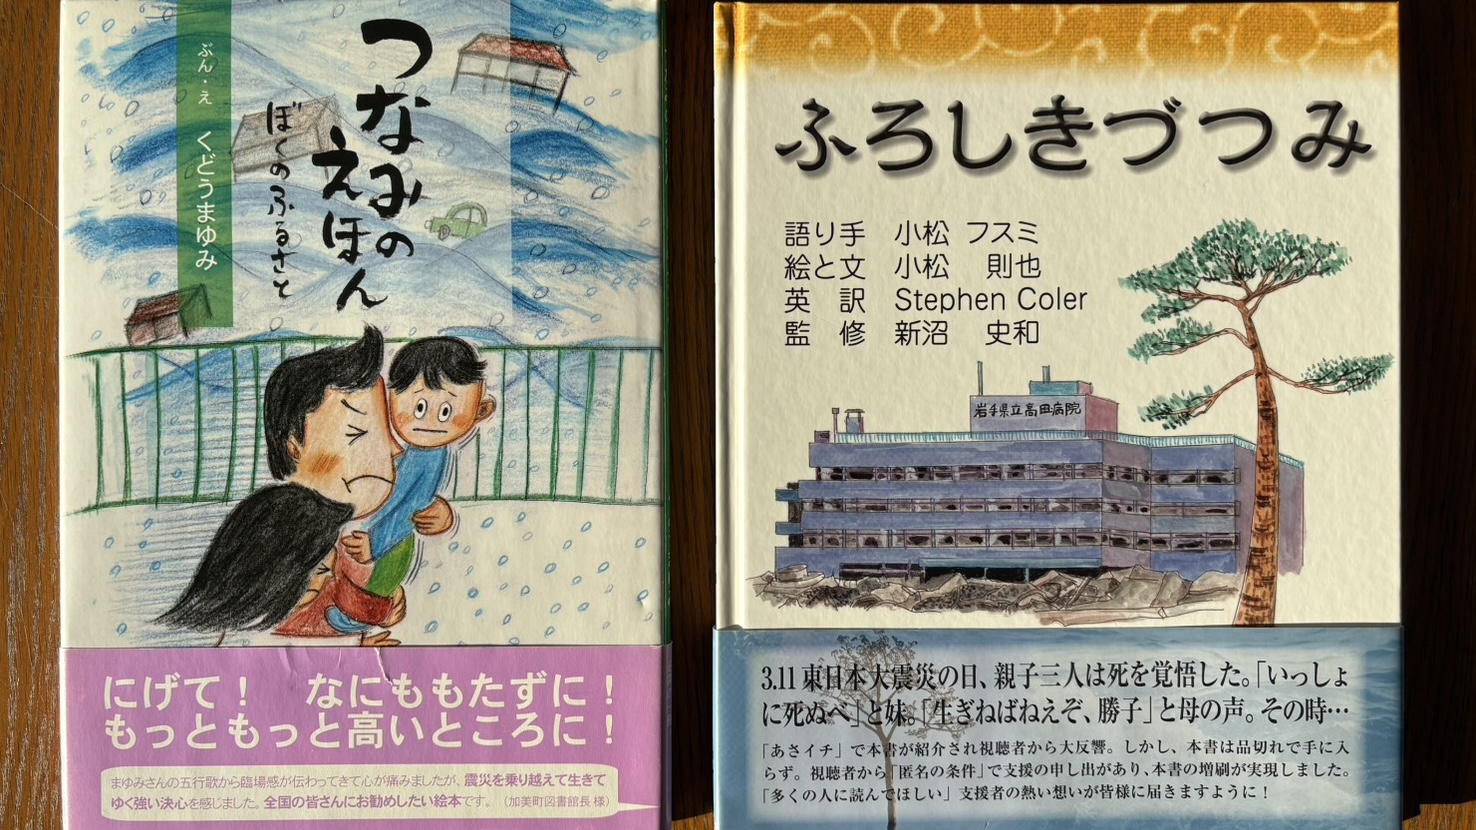 つなみの
えほん
ぼくのふるさと
ぶん・え くどうまゆみ
にげて！ なにももたずに！
もっともっと高いところに！
まゆみさんの五行歌から臨場感が伝わってきて心が痛みましたが、震災を乗り越えて生きて
ゆく強い決心を感じました。全国の皆さんにお勧めしたい絵本です。（加美町図書館長 様）
ふろしきづつみ
語り手 小松 フスミ
絵と文 小松 則也
英 訳 Stephen Coler
監 修 新沼 史和
岩手県立高田病院
3.11 東日本大震災の日、親子三人は死を覚悟した。「いっしょ
に死ぬべ」と妹。「生ぎねばねえぞ、勝子」と母の声。その時…
「あさイチ」で本書が紹介され視聴者から大反響。しかし、本書は品切れで手に入
らず。視聴者から「匿名の条件」で支援の申し出があり、本書の増刷が実現しました。
「多くの人に読んでほしい」支援者の熱い想いが皆様に届きますように！